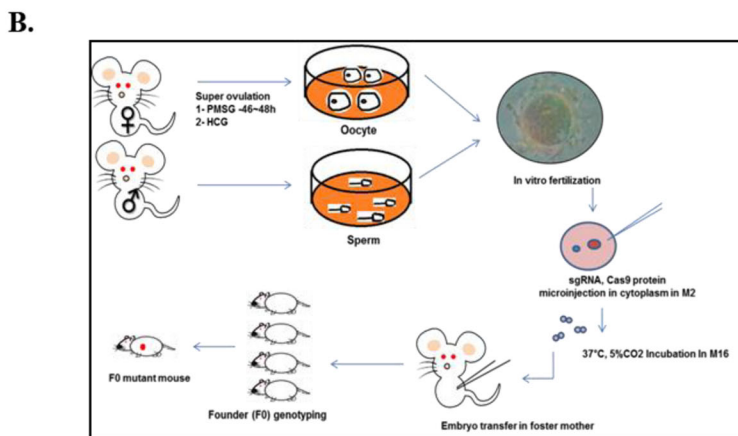 B.
Super ovulation
1- PMSG -46~48h
2- HCG
Oocyte
Sperm
In vitro fertilization
sgRNA, Cas9 protein
microinjection in cytoplasm in M2
37°C, 5%CO2 Incubation In M16
Embryo transfer in foster mother
Founder (F0) genotyping
F0 mutant mouse